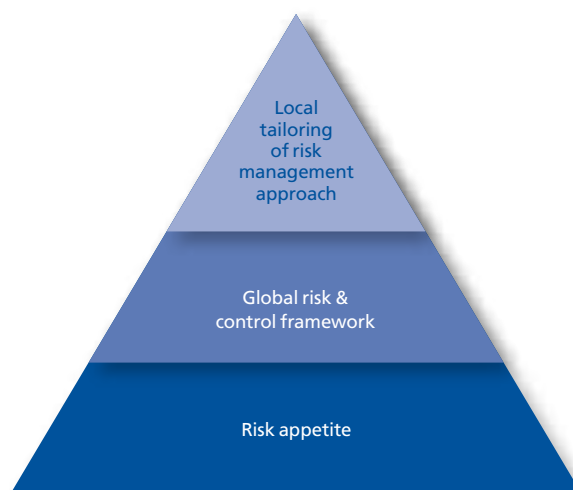 Local
tailoring
of risk
management
approach
Global risk &
control framework
Risk appetite